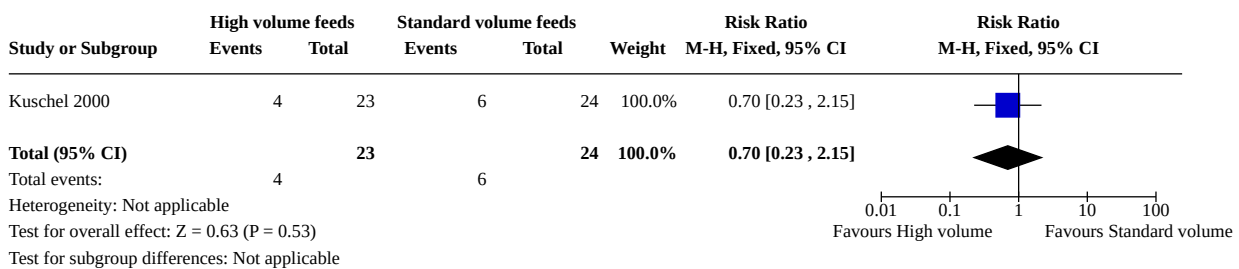 High volume feeds Standard volume feeds Risk Ratio Risk Ratio
Study or Subgroup Events Total Events Total Weight M-H, Fixed, 95% CI M-H, Fixed, 95% CI
Kuschel 2000 4 23 6 24 100.0% 0.70 [0.23 , 2.15]
Total (95% CI) 23 24 100.0% 0.70 [0.23 , 2.15]
Total events: 4 6
Heterogeneity: Not applicable 0.01 0.1 1 10 100
Test for overall effect: Z = 0.63 (P = 0.53) Favours High volume Favours Standard volume
Test for subgroup differences: Not applicable